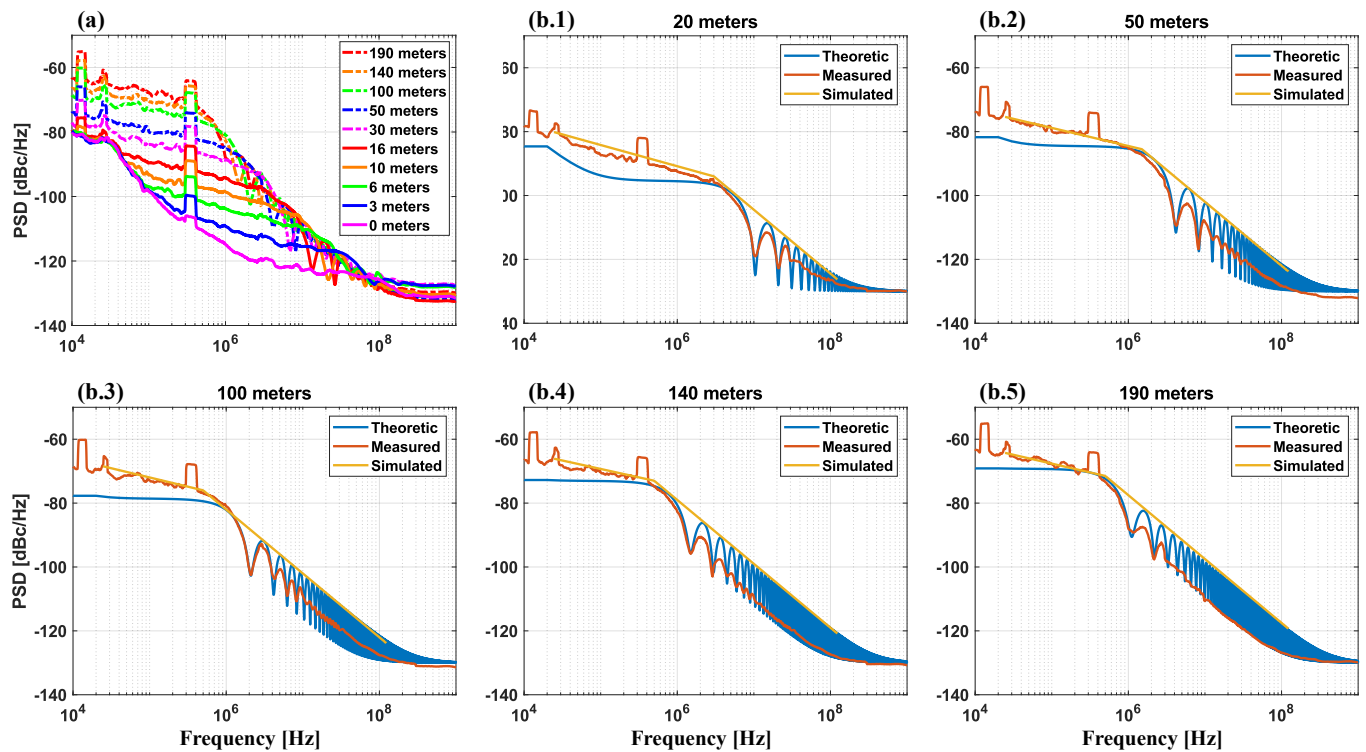 (a)
190 meters
140 meters
100 meters
50 meters
30 meters
16 meters
10 meters
6 meters
3 meters
0 meters
-60
-80
-100
-120
-140
10^4
10^6
10^8
PSD [dBc/Hz]
(b.1)
20 meters
Theoretic
Measured
Simulated
60
80
00
20
40
10^4
10^6
10^8
(b.2)
50 meters
Theoretic
Measured
Simulated
-60
-80
-100
-120
-140
10^4
10^6
10^8
(b.3)
100 meters
Theoretic
Measured
Simulated
-60
-80
-100
-120
-140
10^4
10^6
10^8
PSD [dBc/Hz]
Frequency [Hz]
(b.4)
140 meters
Theoretic
Measured
Simulated
-60
-80
-100
-120
-140
10^4
10^6
10^8
Frequency [Hz]
(b.5)
190 meters
Theoretic
Measured
Simulated
-60
-80
-100
-120
-140
10^4
10^6
10^8
Frequency [Hz]